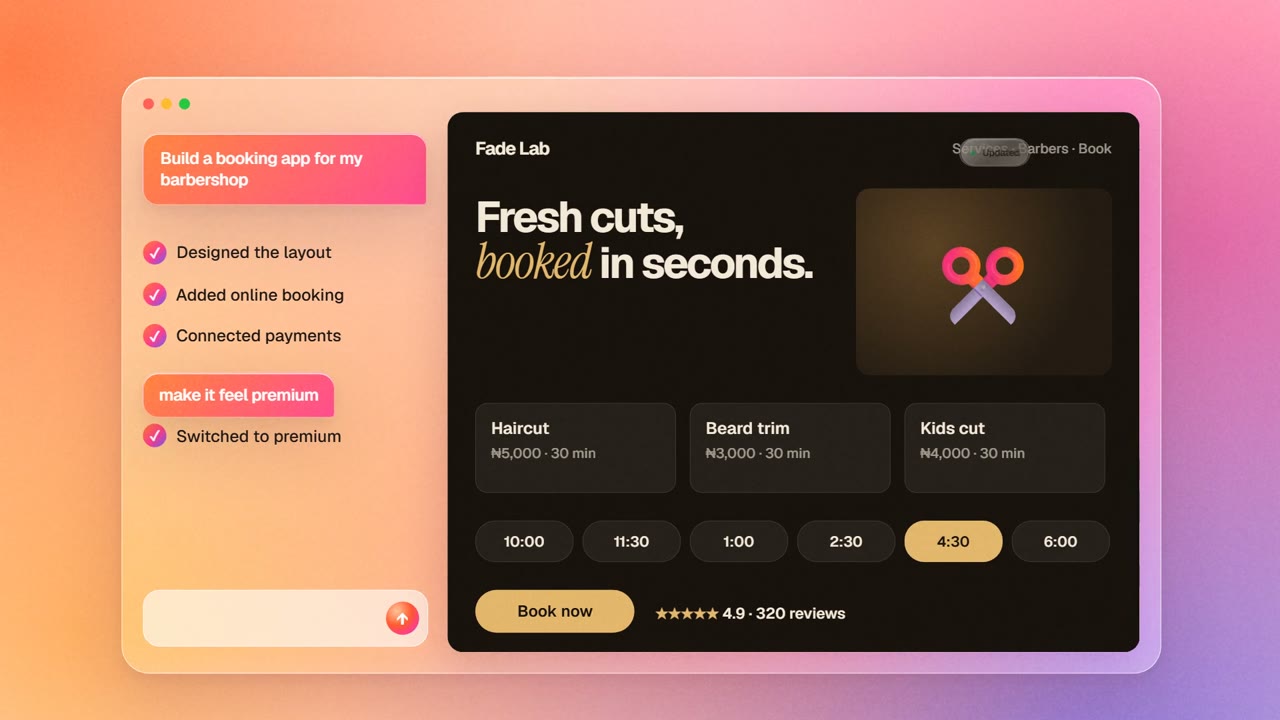 Build a booking app for my
barbershop
Designed the layout
Added online booking
Connected payments
make it feel premium
Switched to premium
Fade Lab
Services · Barbers · Book
Updated
Fresh cuts,
booked in seconds.
Haircut
₦5,000 · 30 min
Beard trim
₦3,000 · 30 min
Kids cut
₦4,000 · 30 min
10:00
11:30
1:00
2:30
4:30
6:00
Book now
★★★★★ 4.9 · 320 reviews